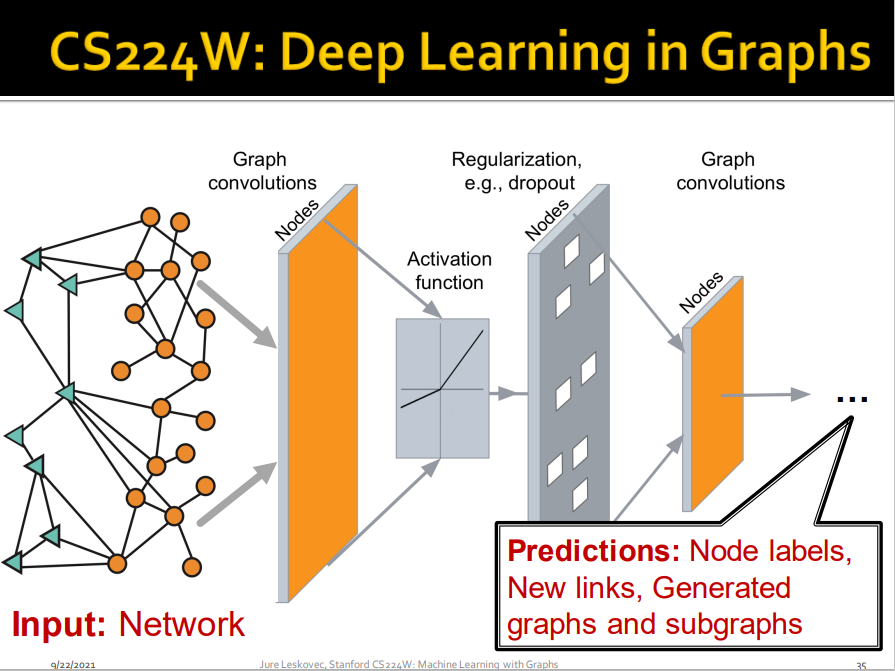 CS224W: Deep Learning in Graphs
Graph
convolutions
Regularization,
e.g., dropout
Graph
convolutions
Nodes
Nodes
Activation
function
Nodes
...
Predictions: Node labels,
New links, Generated
graphs and subgraphs
Input: Network
9/22/2021
Jure Leskovec, Stanford CS224W: Machine Learning with Graphs
35